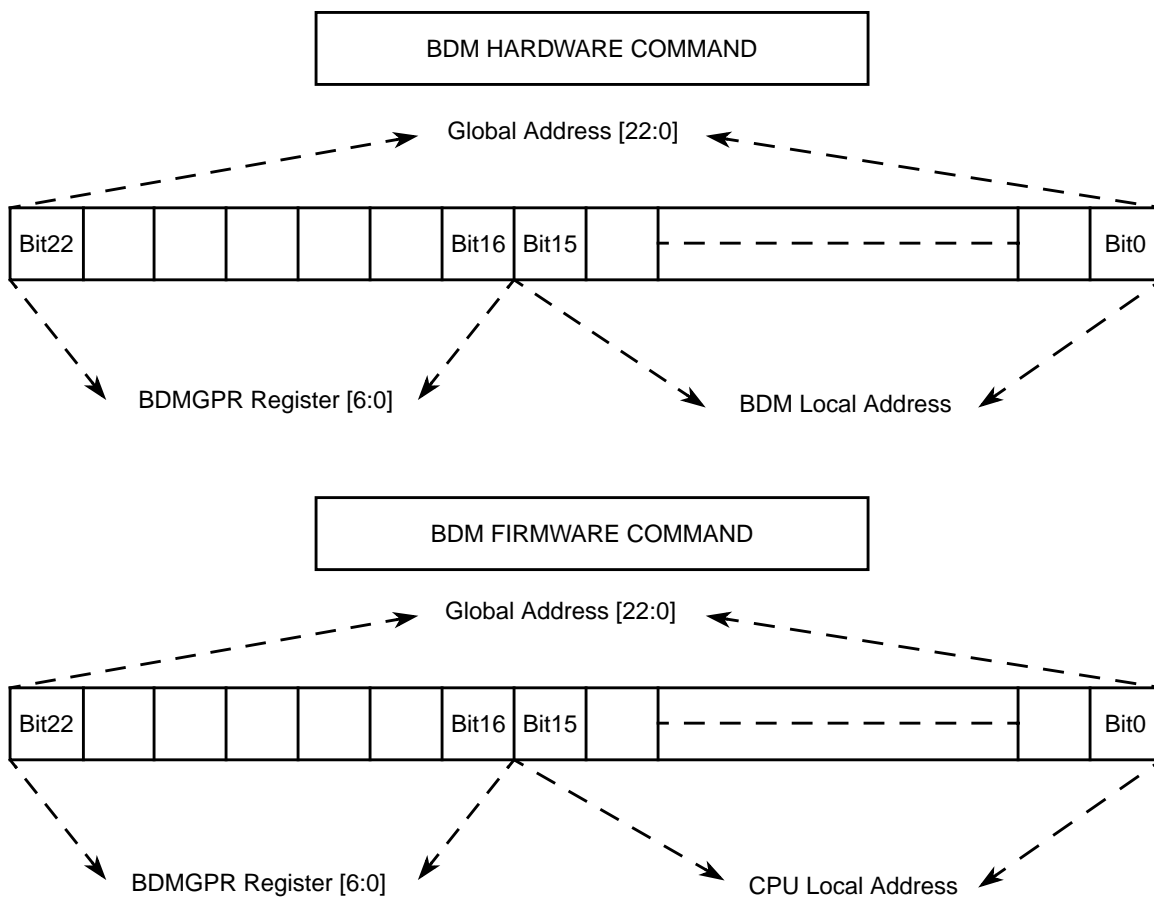 BDM HARDWARE COMMAND
Global Address [22:0]
Bit22 Bit16 Bit15 Bit0
BDMGPR Register [6:0] BDM Local Address
BDM FIRMWARE COMMAND
Global Address [22:0]
Bit22 Bit16 Bit15 Bit0
BDMGPR Register [6:0] CPU Local Address